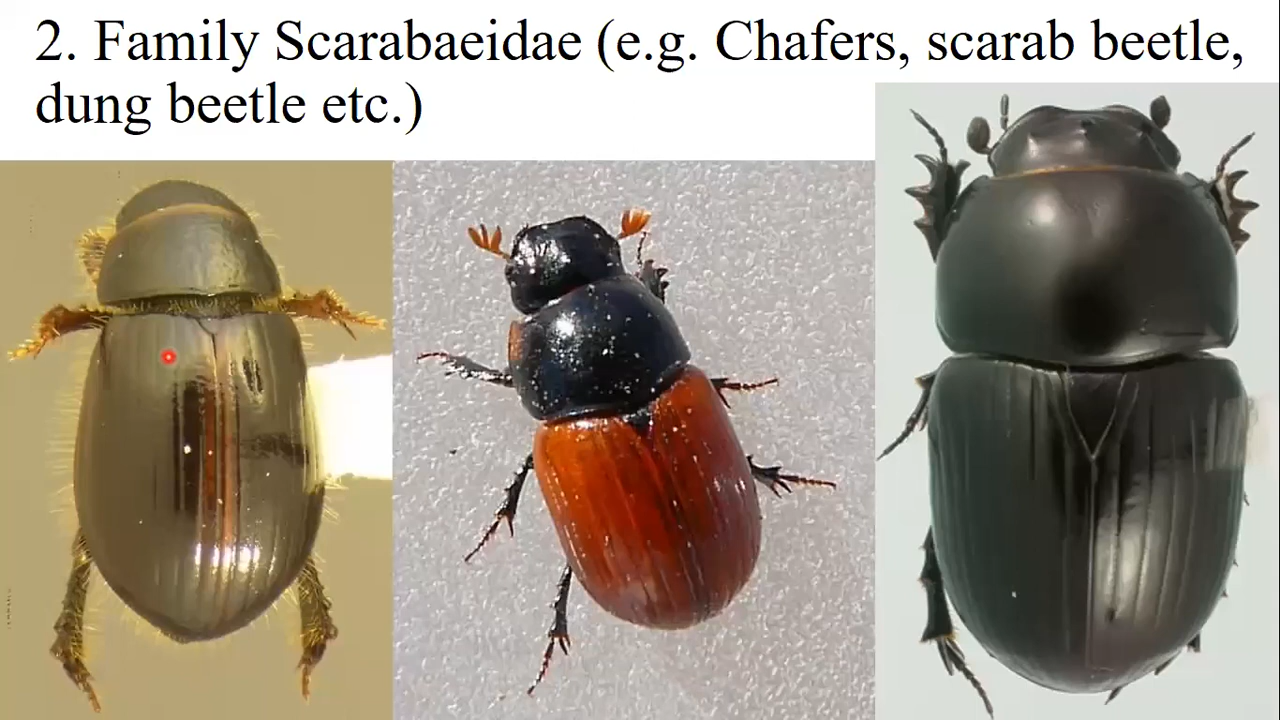 2. Family Scarabaeidae (e.g. Chafers, scarab beetle,
dung beetle etc.)